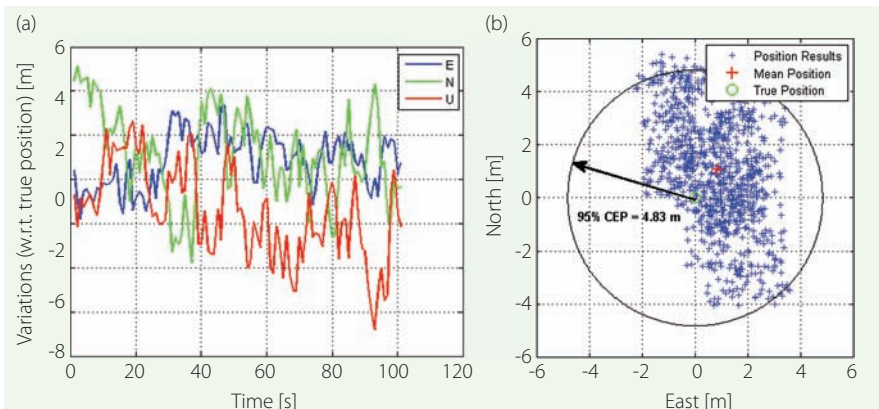 (a)
6
4
2
0
-2
-4
-6
-8
Variations (w.r.t. true position) [m]
E
N
U
0 20 40 60 80 100 120
Time [s]
(b)
6
4
2
0
-2
-4
-6
North [m]
Position Results
Mean Position
True Position
95% CEP = 4.83 m
-6 -4 -2 0 2 4 6
East [m]